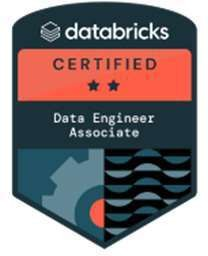 databricks
CERTIFIED
Data Engineer
Associate